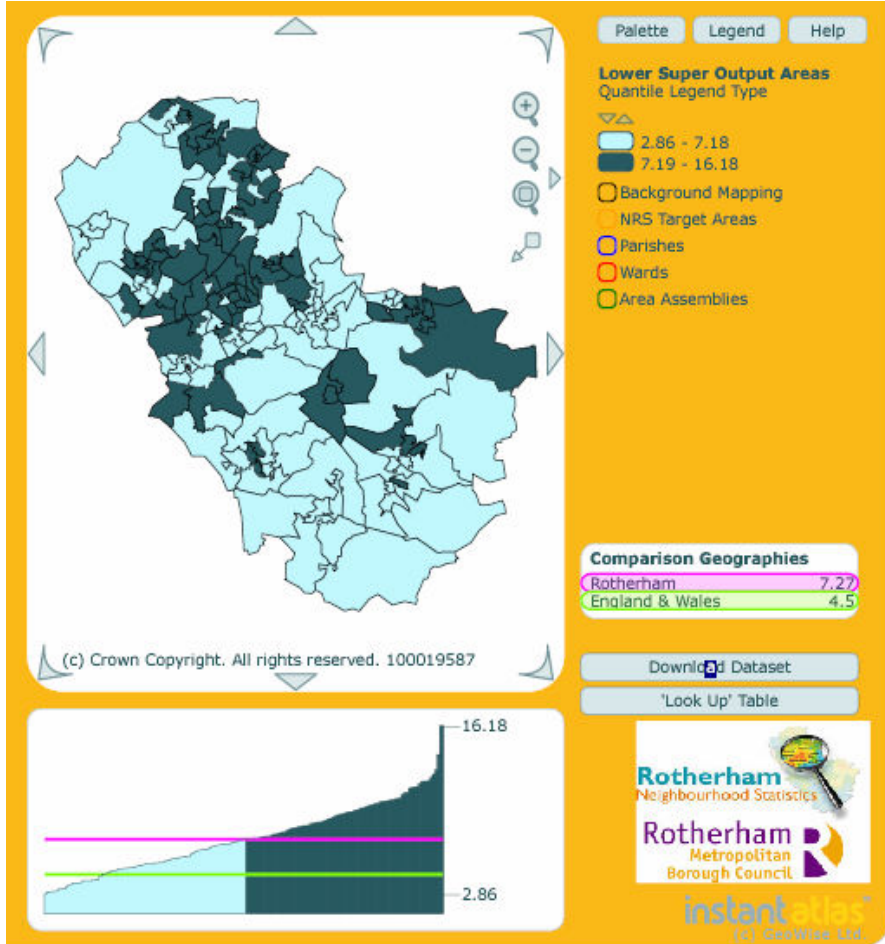 Palette
Legend
Help
Lower Super Output Areas
Quantile Legend Type
2.86 - 7.18
7.19 - 16.18
Background Mapping
NRS Target Areas
Parishes
Wards
Area Assemblies
Comparison Geographies
Rotherham 7.27
England & Wales 4.5
(c) Crown Copyright. All rights reserved. 100019587
Download Dataset
'Look Up' Table
16.18
2.86
Rotherham
Neighbourhood Statistics
Rotherham
Metropolitan
Borough Council
instantatlas
(c) GeoWise Ltd.